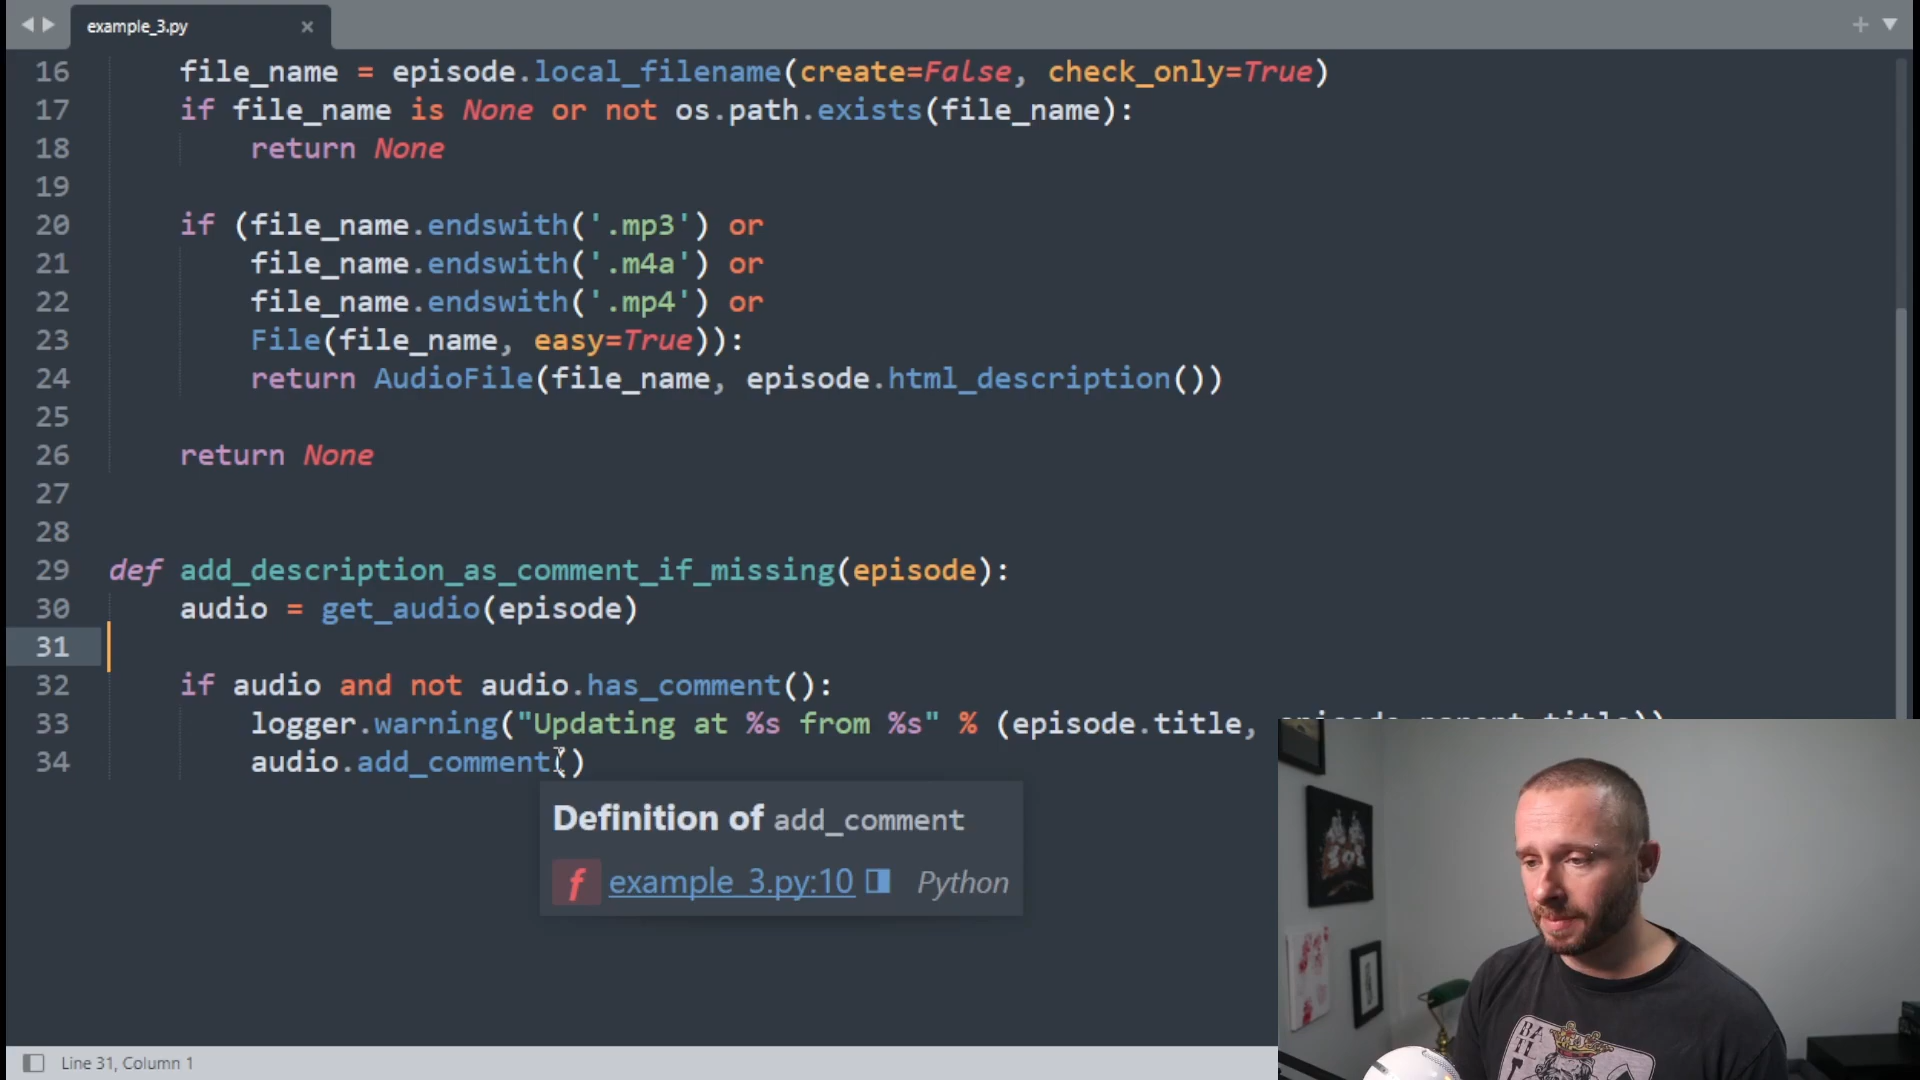 example_3.py
16 file_name = episode.local_filename(create=False, check_only=True)
17 if file_name is None or not os.path.exists(file_name):
18 return None
19
20 if (file_name.endswith('.mp3') or
21 file_name.endswith('.m4a') or
22 file_name.endswith('.mp4') or
23 File(file_name, easy=True)):
24 return AudioFile(file_name, episode.html_description())
25
26 return None
27
28
29 def add_description_as_comment_if_missing(episode):
30 audio = get_audio(episode)
31
32 if audio and not audio.has_comment():
33 logger.warning("Updating at %s from %s" % (episode.title, episode.parent.title))
34 audio.add_comment()
Definition of add_comment
f example_3.py:10 Python
Line 31, Column 1
BA